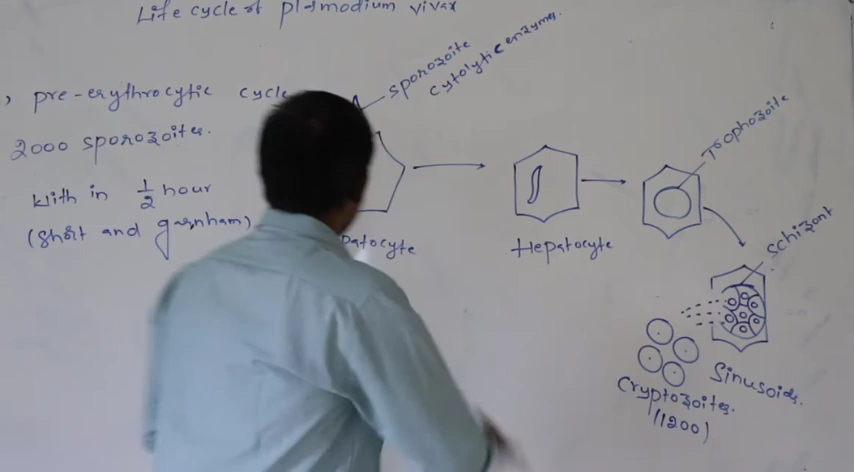 Life cycle of plasmodium vivax
, pre-erythrocytic cycle
2000 sporozoites.
With in 1/2 hour
(Short and garnham)
sporozoite
cytolytic enzyme
patocyte
Hepatocyte
Trophozoite
Schizont
Sinusoids.
Cryptozoites.
(1200)